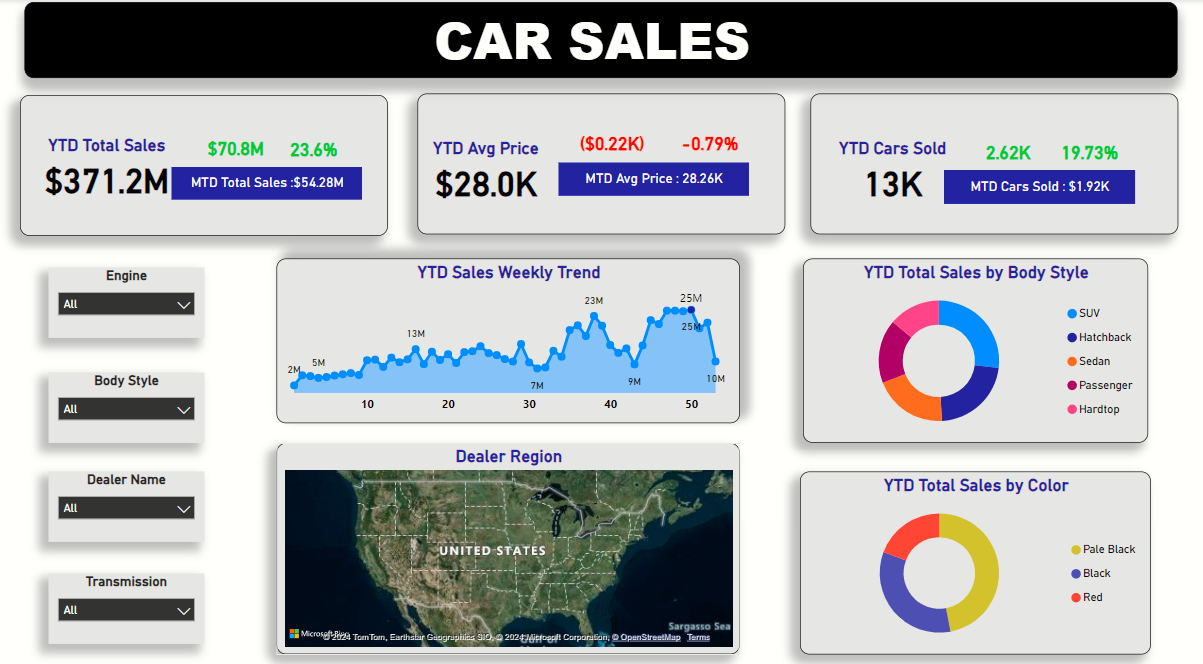 CAR SALES
YTD Total Sales
$70.8M 23.6%
$371.2M
MTD Total Sales :$54.28M
YTD Avg Price
($0.22K) -0.79%
$28.0K
MTD Avg Price : 28.26K
YTD Cars Sold
2.62K 19.73%
13K
MTD Cars Sold : $1.92K
Engine
All
Body Style
All
Dealer Name
All
Transmission
All
YTD Sales Weekly Trend
2M
5M
13M
7M
23M
9M
25M
25M
10M
10 20 30 40 50
Dealer Region
UNITED STATES
Sargasso Sea
Gulf of
Microsoft Bing
© 2024 TomTom, Earthstar Geographics SIO, © 2024 Microsoft Corporation, © OpenStreetMap Terms
YTD Total Sales by Body Style
SUV
Hatchback
Sedan
Passenger
Hardtop
YTD Total Sales by Color
Pale Black
Black
Red